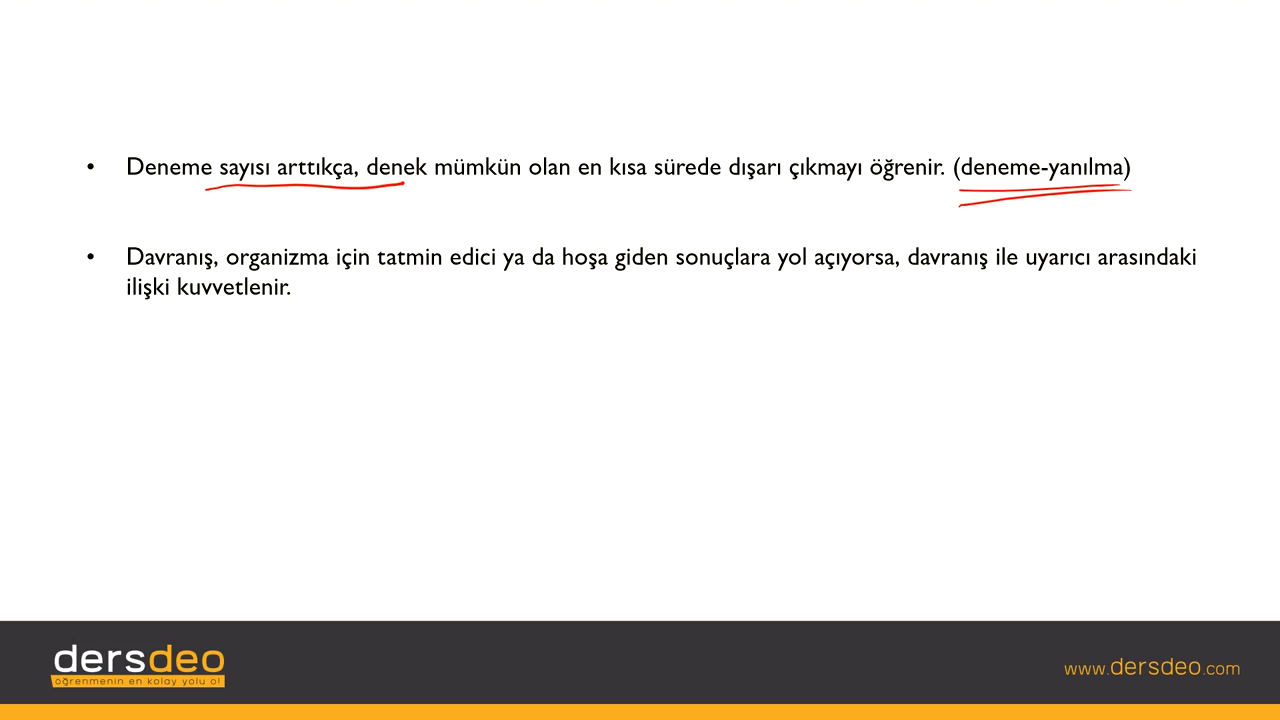 • Deneme sayısı arttıkça, denek mümkün olan en kısa sürede dışarı çıkmayı öğrenir. (deneme-yanılma)
• Davranış, organizma için tatmin edici ya da hoşa giden sonuçlara yol açıyorsa, davranış ile uyarıcı arasındaki
ilişki kuvvetlenir.
dersdeo
öğrenmenin en kolay yolu o!
www.dersdeo.com